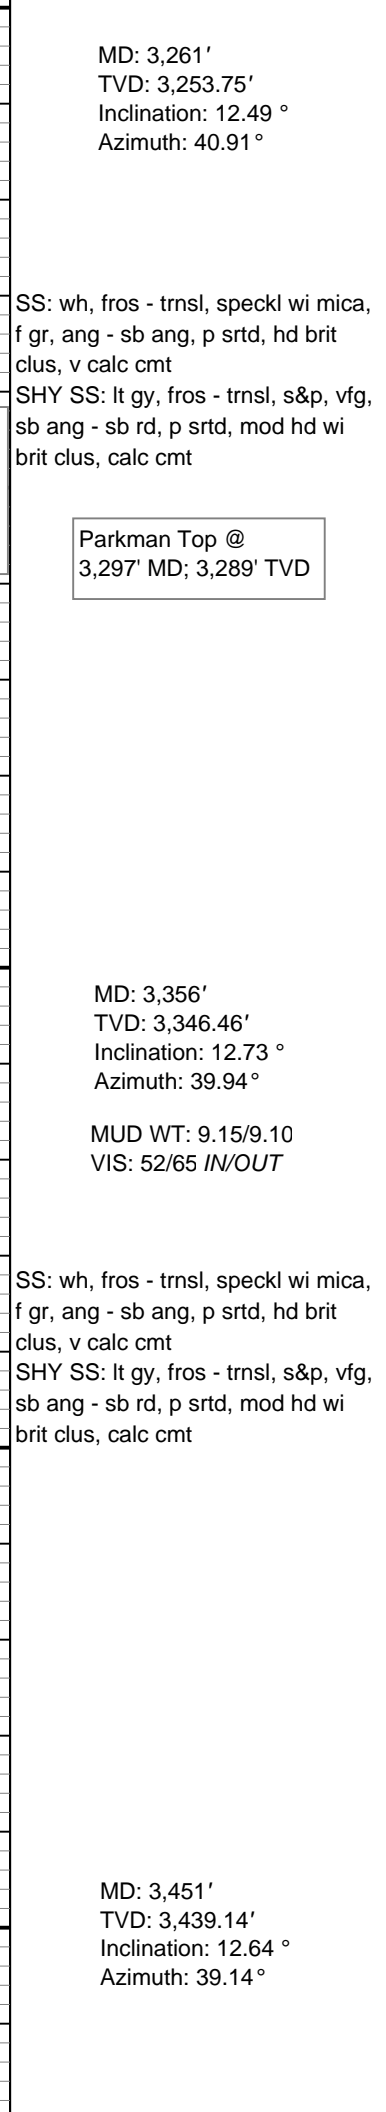 MD: 3,261′
TVD: 3,253.75′
Inclination: 12.49 °
Azimuth: 40.91°
SS: wh, fros - trnsl, speckl wi mica,
f gr, ang - sb ang, p srtd, hd brit
clus, v calc cmt
SHY SS: lt gy, fros - trnsl, s&p, vfg,
sb ang - sb rd, p srtd, mod hd wi
brit clus, calc cmt
Parkman Top @
3,297' MD; 3,289' TVD
MD: 3,356′
TVD: 3,346.46′
Inclination: 12.73 °
Azimuth: 39.94°
MUD WT: 9.15/9.10
VIS: 52/65 IN/OUT
SS: wh, fros - trnsl, speckl wi mica,
f gr, ang - sb ang, p srtd, hd brit
clus, v calc cmt
SHY SS: lt gy, fros - trnsl, s&p, vfg,
sb ang - sb rd, p srtd, mod hd wi
brit clus, calc cmt
MD: 3,451′
TVD: 3,439.14′
Inclination: 12.64 °
Azimuth: 39.14°